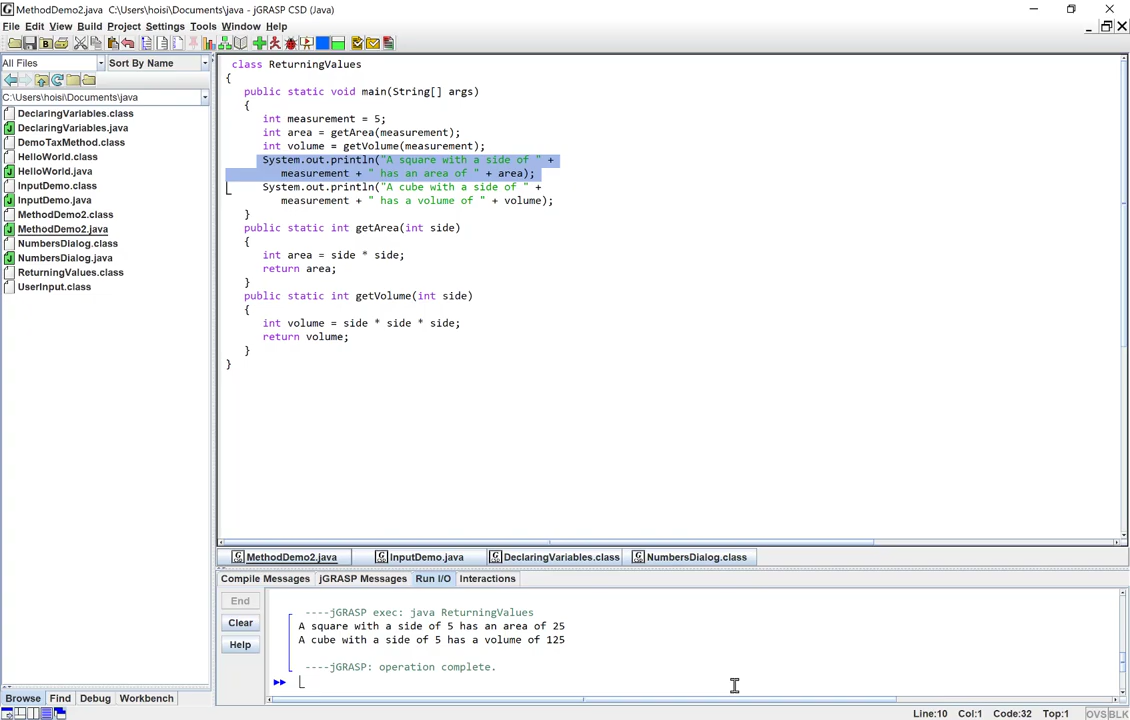 MethodDemo2.java C:\Users\hoisi\Documents\java - jGRASP CSD (Java)
File Edit View Build Project Settings Tools Window Help
All Files Sort By Name
C:\Users\hoisi\Documents\java
DeclaringVariables.class
DeclaringVariables.java
DemoTaxMethod.class
HelloWorld.class
HelloWorld.java
InputDemo.class
InputDemo.java
MethodDemo2.class
MethodDemo2.java
NumbersDialog.class
NumbersDialog.java
ReturningValues.class
UserInput.class
class ReturningValues
{
public static void main(String[] args)
{
int measurement = 5;
int area = getArea(measurement);
int volume = getVolume(measurement);
System.out.println("A square with a side of " +
measurement + " has an area of " + area);
System.out.println("A cube with a side of " +
measurement + " has a volume of " + volume);
}
public static int getArea(int side)
{
int area = side * side;
return area;
}
public static int getVolume(int side)
{
int volume = side * side * side;
return volume;
}
}
MethodDemo2.java InputDemo.java DeclaringVariables.class NumbersDialog.class
Compile Messages jGRASP Messages Run I/O Interactions
End
Clear
Help
----jGRASP exec: java ReturningValues
A square with a side of 5 has an area of 25
A cube with a side of 5 has a volume of 125
----jGRASP: operation complete.
Browse Find Debug Workbench
Line:10 Col:1 Code:32 Top:1 OVS BLK